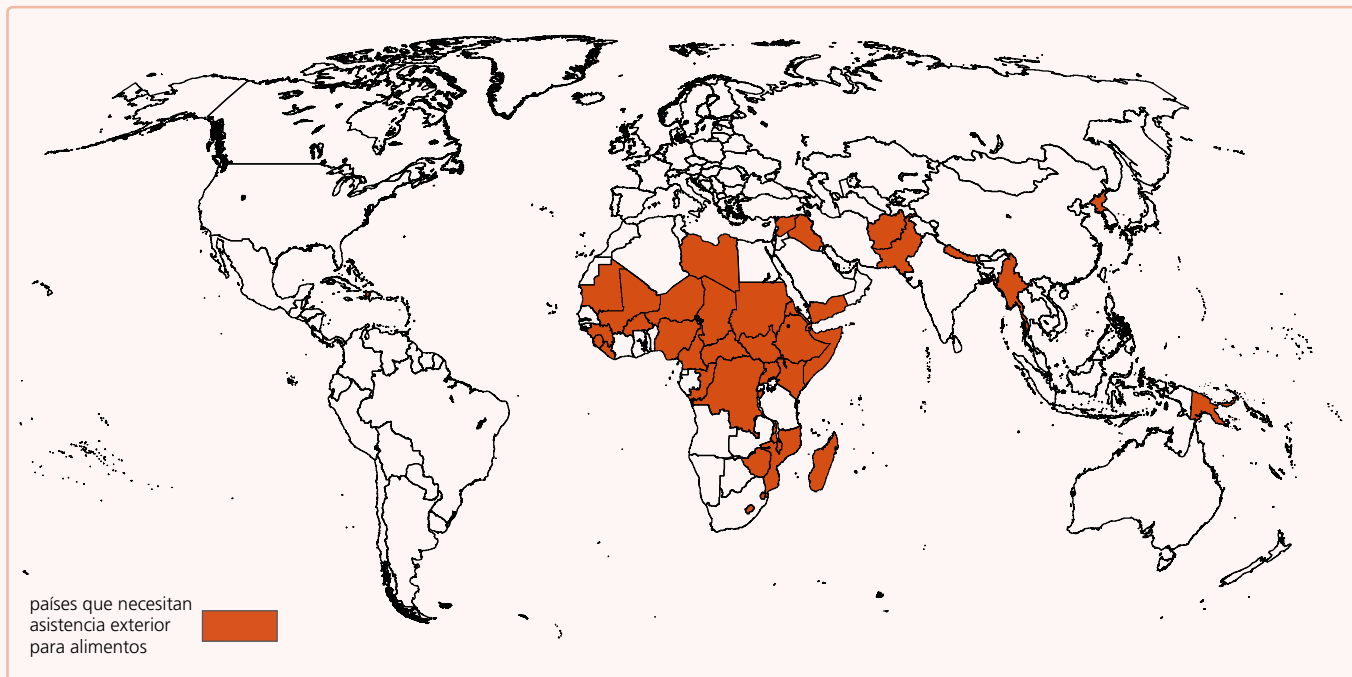 países que necesitan
asistencia exterior
para alimentos